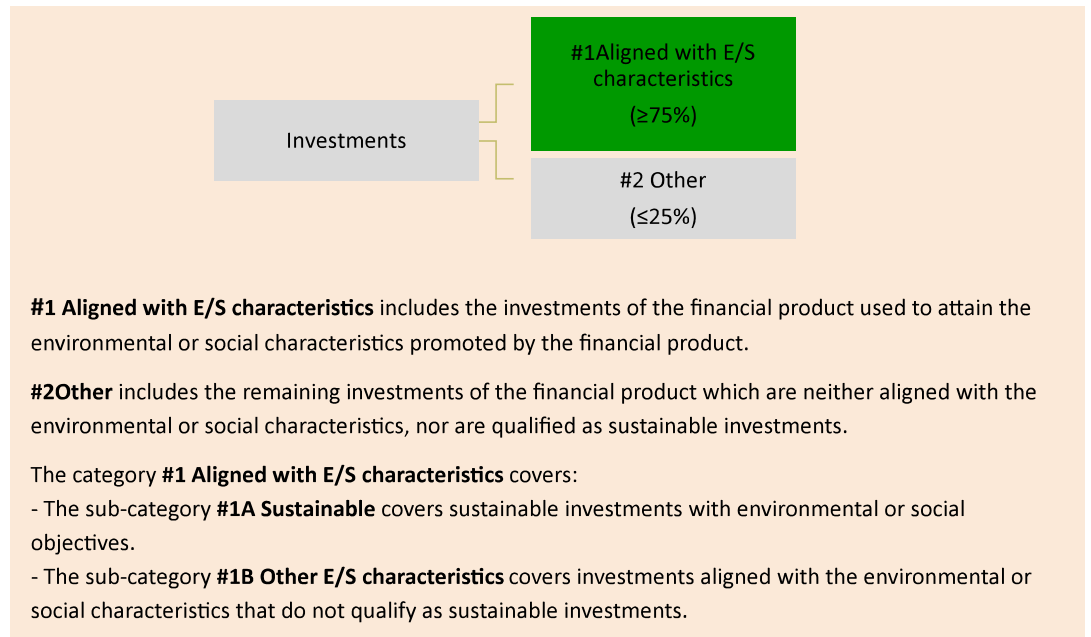 #1Aligned with E/S
characteristics
(≥75%)
Investments
#2 Other
(≤25%)
#1 Aligned with E/S characteristics includes the investments of the financial product used to attain the
environmental or social characteristics promoted by the financial product.
#2Other includes the remaining investments of the financial product which are neither aligned with the
environmental or social characteristics, nor are qualified as sustainable investments.
The category #1 Aligned with E/S characteristics covers:
- The sub-category #1A Sustainable covers sustainable investments with environmental or social
objectives.
- The sub-category #1B Other E/S characteristics covers investments aligned with the environmental or
social characteristics that do not qualify as sustainable investments.